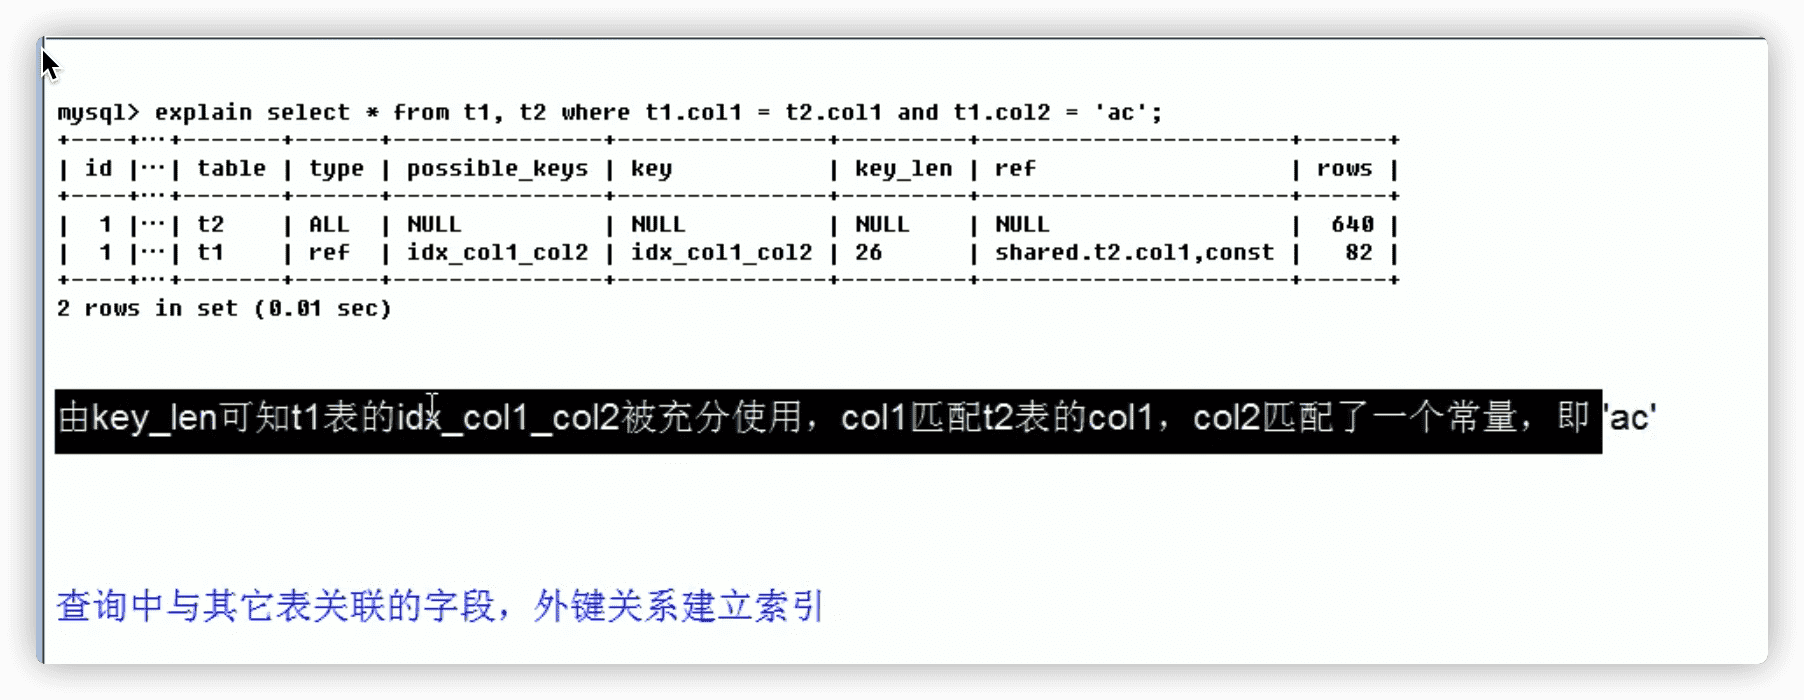 mysql> explain select * from t1, t2 where t1.col1 = t2.col1 and t1.col2 = 'ac';
+----+···+-------+------+---------------+---------------+---------+----------------------+------+
| id |···| table | type | possible_keys | key | key_len | ref | rows |
+----+···+-------+------+---------------+---------------+---------+----------------------+------+
| 1 |···| t2 | ALL | NULL | NULL | NULL | NULL | 640 |
| 1 |···| t1 | ref | idx_col1_col2 | idx_col1_col2 | 26 | shared.t2.col1,const | 82 |
+----+···+-------+------+---------------+---------------+---------+----------------------+------+
2 rows in set (0.01 sec)
由key_len可知t1表的idx_col1_col2被充分使用，col1匹配t2表的col1，col2匹配了一个常量，即 'ac'
查询中与其它表关联的字段，外键关系建立索引